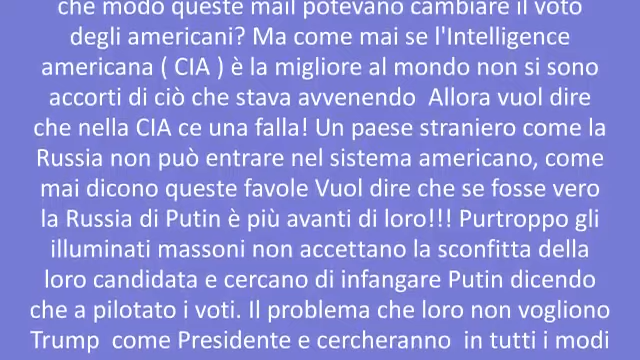 che modo queste mail potevano cambiare il voto
degli americani? Ma come mai se l'Intelligence
americana ( CIA ) è la migliore al mondo non si sono
accorti di ciò che stava avvenendo  Allora vuol dire
che nella CIA ce una falla! Un paese straniero come la
Russia non può entrare nel sistema americano, come
mai dicono queste favole Vuol dire che se fosse vero
la Russia di Putin è più avanti di loro!!! Purtroppo gli
illuminati massoni non accettano la sconfitta della
loro candidata e cercano di infangare Putin dicendo
che a pilotato i voti. Il problema che loro non vogliono
Trump  come Presidente e cercheranno  in tutti i modi